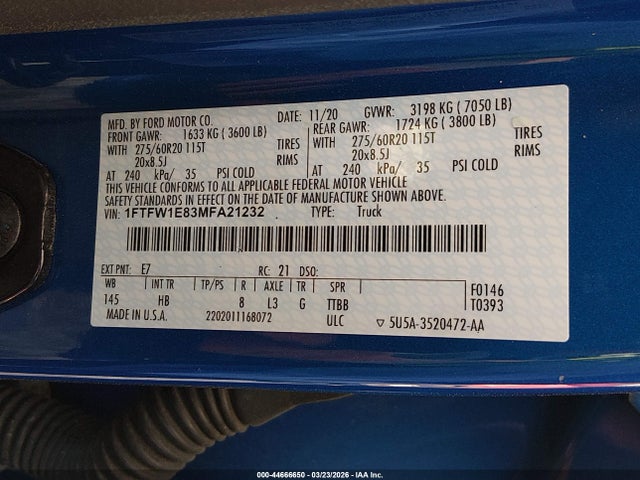 MFD. BY FORD MOTOR CO. DATE: 11/20 GVWR: 3198 KG ( 7050 LB)
FRONT GAWR: 1633 KG ( 3600 LB) REAR GAWR: 1724 KG ( 3800 LB)
WITH 275/60R20 115T TIRES WITH 275/60R20 115T TIRES
20x8.5J RIMS 20x8.5J RIMS
AT 240 kPa/ 35 PSI COLD AT 240 kPa/ 35 PSI COLD
THIS VEHICLE CONFORMS TO ALL APPLICABLE FEDERAL MOTOR VEHICLE
SAFETY STANDARDS IN EFFECT ON THE DATE OF MANUFACTURE SHOWN ABOVE.
VIN: 1FTFW1E83MFA21232 TYPE: Truck
EXT PNT: E7 RC: 21 DSO:
WB INT TR TP/PS R AXLE TR SPR F0146
145 HB 8 L3 G TTBB T0393
MADE IN U.S.A. 2202011168072 ULC ▽ 5U5A-3520472-AA
000-44666650 - 03/23/2026 - IAA Inc.